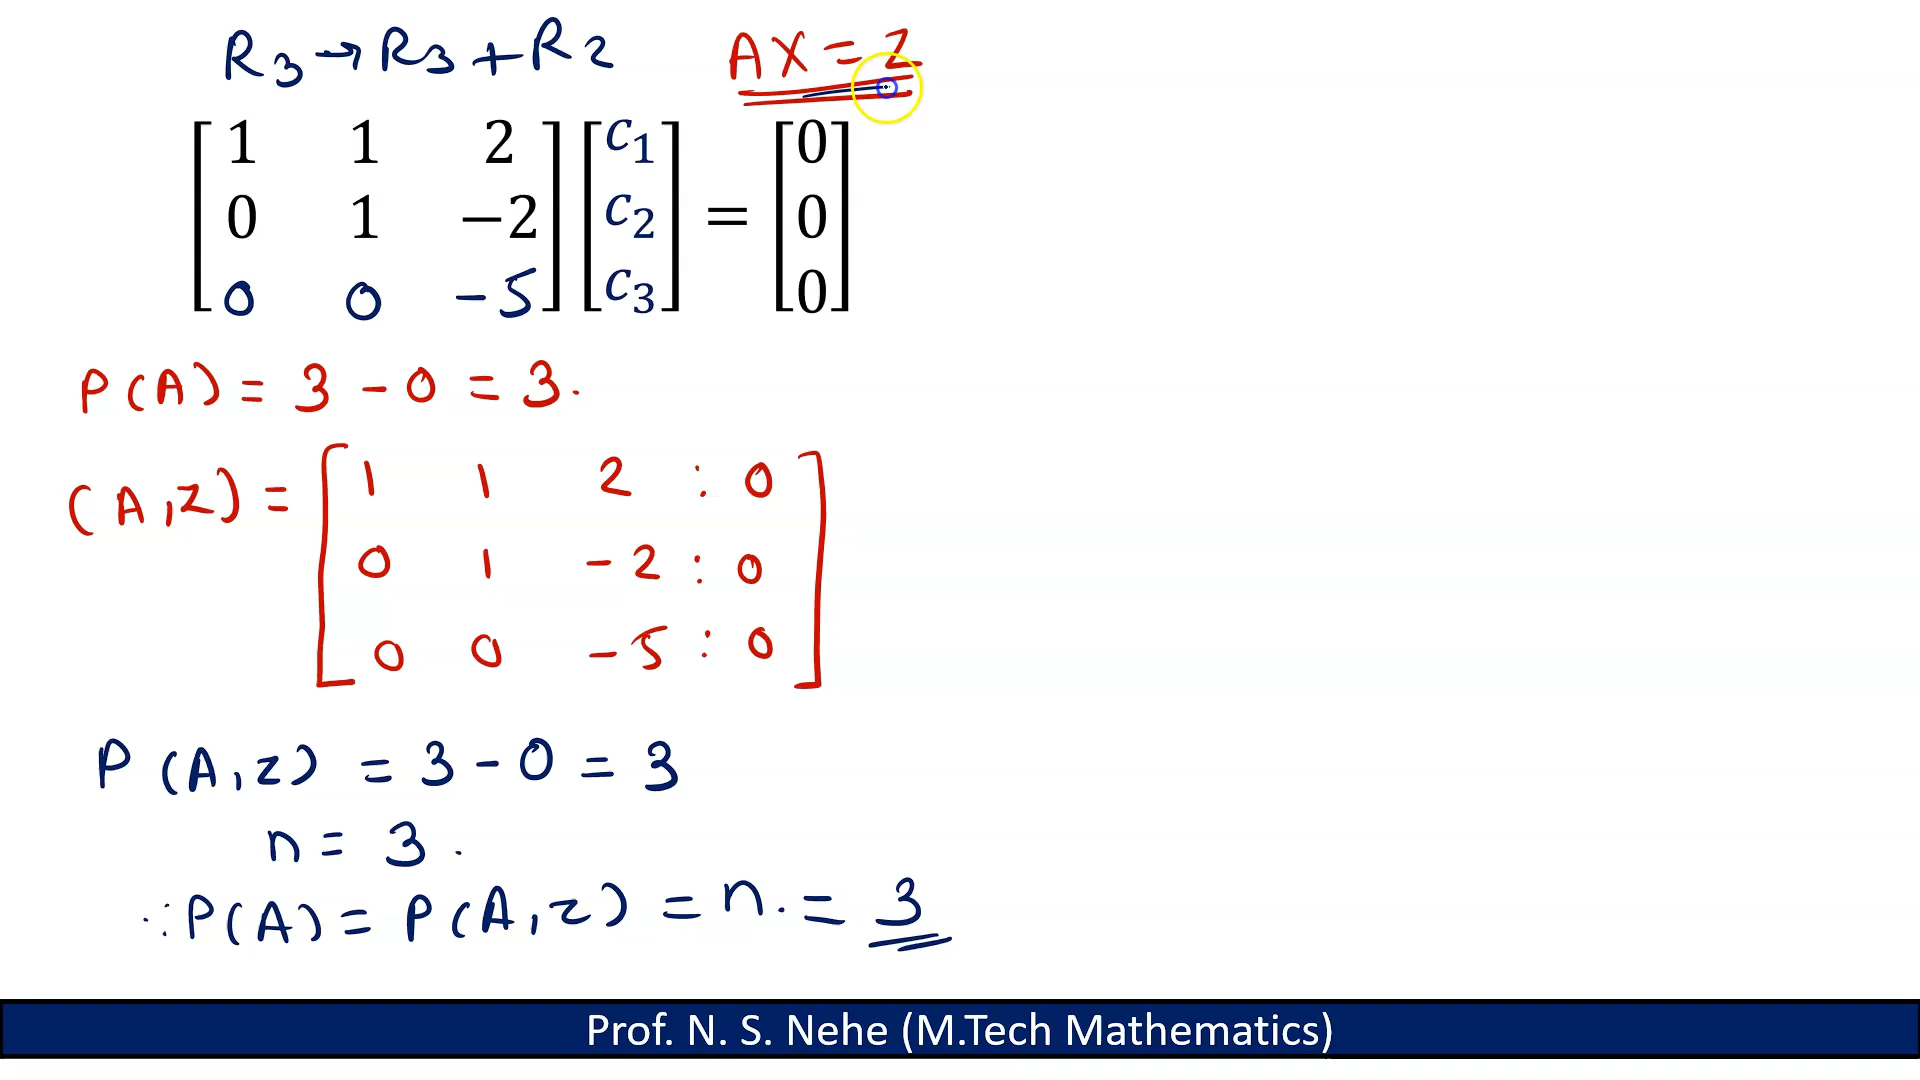 R3 → R3 + R2 AX = Z
[1 1 2] [c1] [0]
[0 1 −2] [c2] = [0]
[0 0 -5] [c3] [0]
P(A) = 3 - 0 = 3.
(A,Z) = [1 1 2 : 0]
[0 1 -2 : 0]
[0 0 -5 : 0]
P(A,Z) = 3 - 0 = 3
n = 3.
∵ P(A) = P(A,Z) = n. = 3
Prof. N. S. Nehe (M.Tech Mathematics)